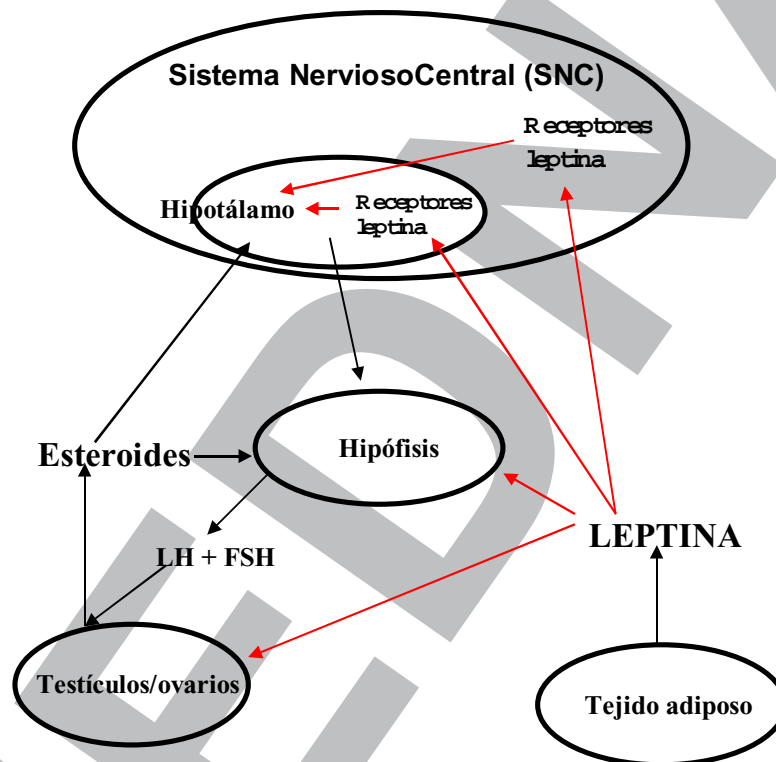 Sistema NerviosoCentral (SNC)
Receptores
leptina
Hipotálamo
Receptores
leptina
Esteroides
Hipófisis
LH + FSH
LEPTINA
Testículos/ovarios
Tejido adiposo